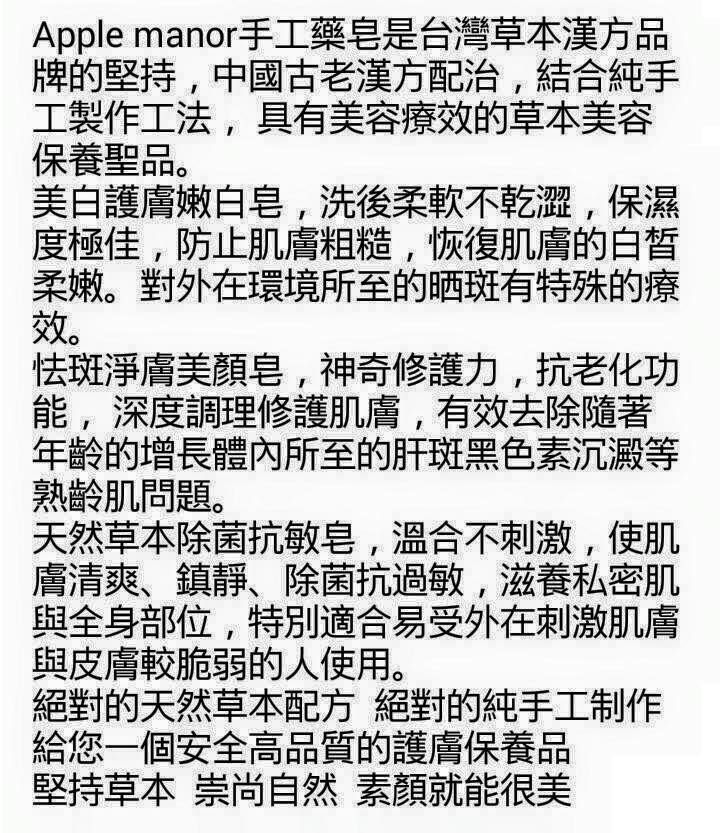 Apple manor手工藥皂是台灣草本漢方品
牌的堅持，中國古老漢方配治，結合純手
工製作工法， 具有美容療效的草本美容
保養聖品。
美白護膚嫩白皂，洗後柔軟不乾澀，保濕
度極佳，防止肌膚粗糙，恢復肌膚的白皙
柔嫩。對外在環境所至的晒斑有特殊的療
效。
怯斑淨膚美顏皂，神奇修護力，抗老化功
能， 深度調理修護肌膚，有效去除隨著
年齡的增長體內所至的肝斑黑色素沉澱等
熟齡肌問題。
天然草本除菌抗敏皂，溫合不刺激，使肌
膚清爽、鎮靜、除菌抗過敏，滋養私密肌
與全身部位，特別適合易受外在刺激肌膚
與皮膚較脆弱的人使用。
絕對的天然草本配方 絕對的純手工制作
給您一個安全高品質的護膚保養品
堅持草本 崇尚自然 素顏就能很美